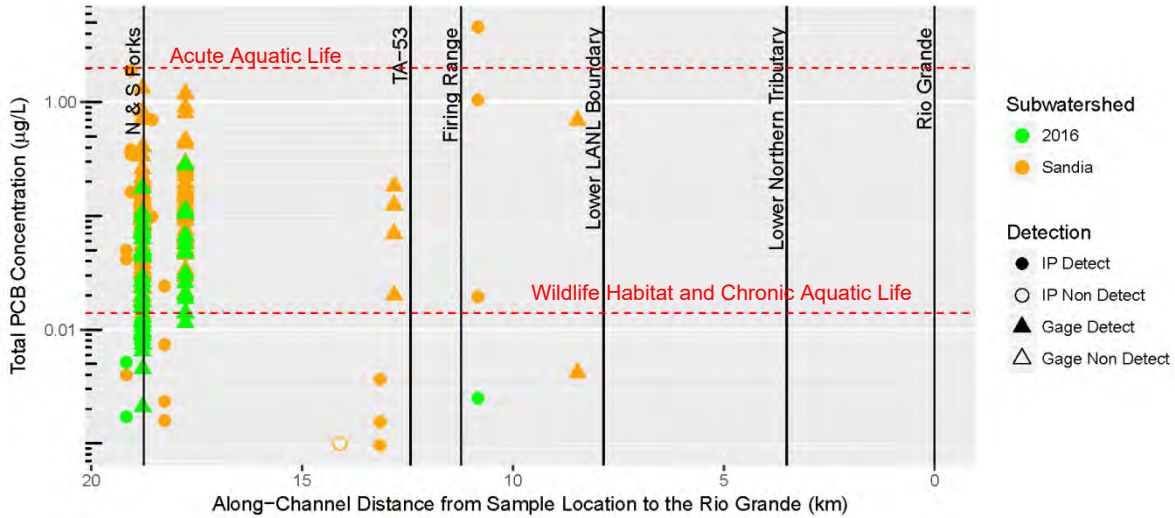 Total PCB Concentration (µg/L)
1.00
0.01
N & S Forks
TA−53
Firing Range
Lower LANL Boundary
Lower Northern Tributary
Rio Grande
Acute Aquatic Life
Wildlife Habitat and Chronic Aquatic Life
20
15
10
5
0
Along−Channel Distance from Sample Location to the Rio Grande (km)
Subwatershed
2016
Sandia
Detection
IP Detect
IP Non Detect
Gage Detect
Gage Non Detect